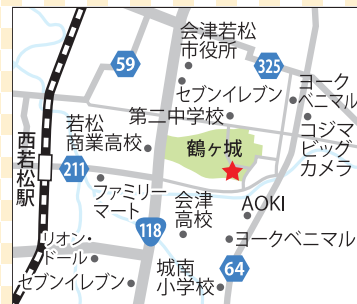 会津若松
市役所
59
325
セブンイレブン
ヨーク
ベニマル
第二中学校
コジマ
ビッグ
カメラ
若松
商業高校
鶴ヶ城
西若松駅
211
ファミリー
マート
会津
高校
AOKI
118
リオン・
ドール
ヨークベニマル
城南
小学校
64
セブンイレブン